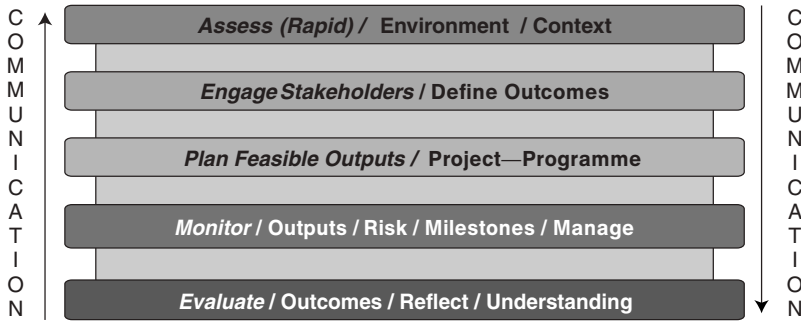 COMMUNICATION
Assess (Rapid) / Environment / Context
Engage Stakeholders / Define Outcomes
Plan Feasible Outputs / Project—Programme
Monitor / Outputs / Risk / Milestones / Manage
Evaluate / Outcomes / Reflect / Understanding
COMMUNICATION